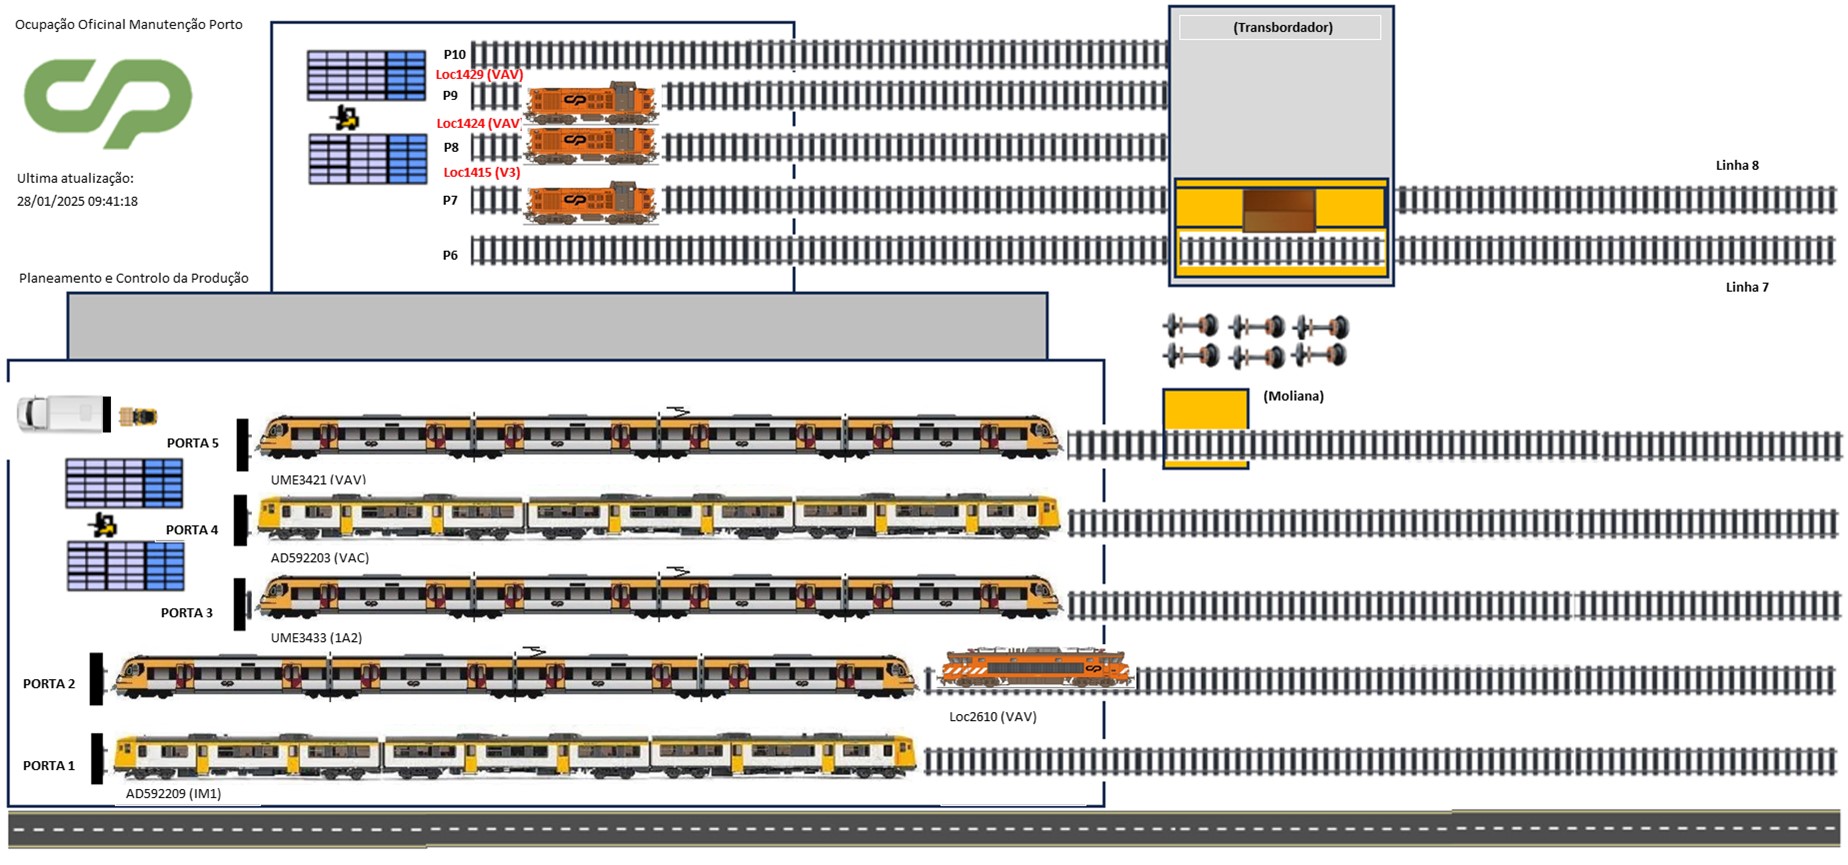 Ocupação Oficinal Manutenção Porto
CP
Ultima atualização:
28/01/2025 09:41:18
Planeamento e Controlo da Produção
P10
Loc1429 (VAV)
P9
Loc1424 (VAV)
P8
Loc1415 (V3)
P7
P6
(Transbordador)
Linha 8
Linha 7
(Moliana)
PORTA 5
UME3421 (VAV)
PORTA 4
AD592203 (VAC)
PORTA 3
UME3433 (1A2)
PORTA 2
Loc2610 (VAV)
PORTA 1
AD592209 (IM1)